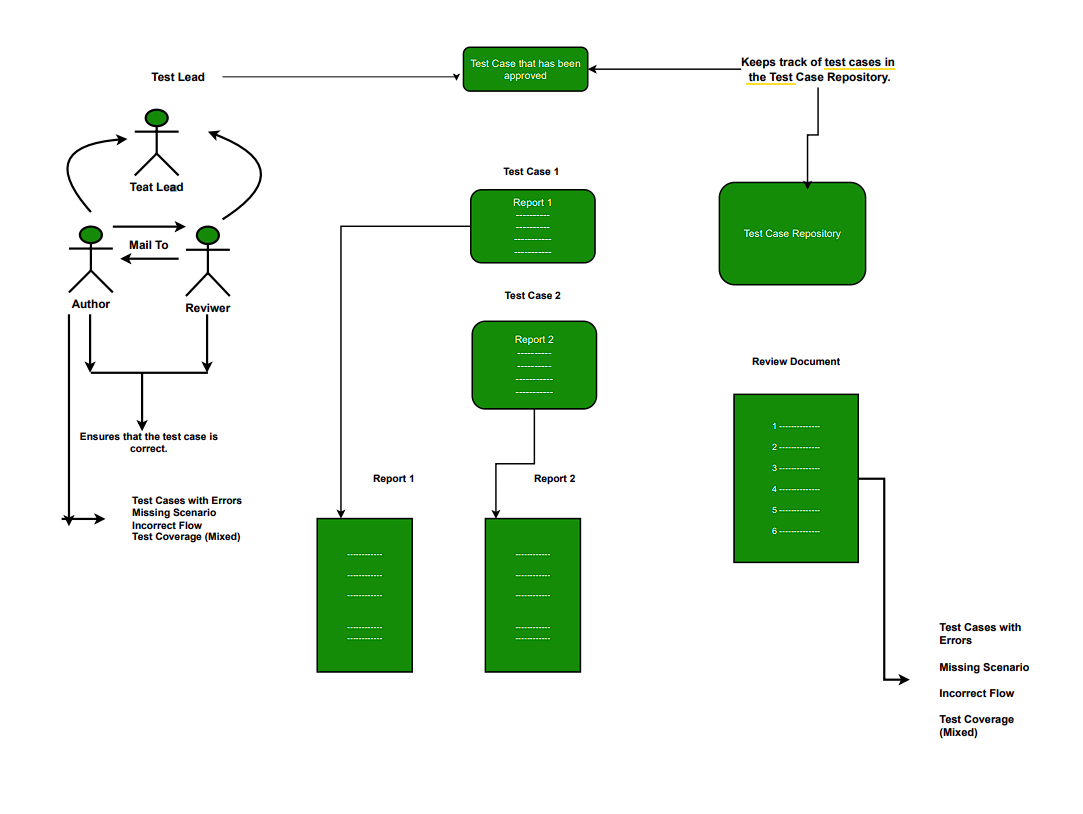 Test Lead
Test Case that has been
approved
Keeps track of test cases in
the Test Case Repository.
Teat Lead
Mail To
Author
Reviwer
Ensures that the test case is
correct.
Test Cases with Errors
Missing Scenario
Incorrect Flow
Test Coverage (Mixed)
Test Case 1
Report 1
----------
----------
----------
----------
Test Case 2
Report 2
----------
----------
-----------
-----------
Report 1
------------
------------
------------
------------
------------
Report 2
------------
------------
------------
------------
------------
Test Case Repository
Review Document
1 --------------
2 --------------
3 --------------
4 --------------
5 --------------
6 --------------
Test Cases with
Errors
Missing Scenario
Incorrect Flow
Test Coverage
(Mixed)